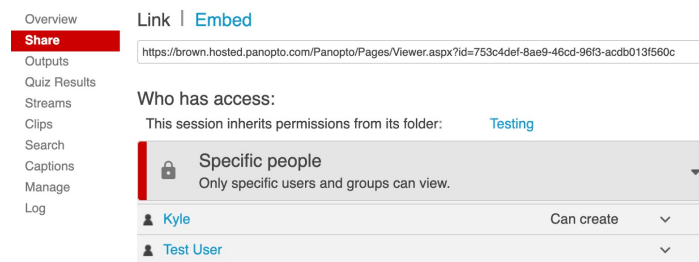 Overview
Share
Outputs
Quiz Results
Streams
Clips
Search
Captions
Manage
Log
Link | Embed
https://brown.hosted.panopto.com/Panopto/Pages/Viewer.aspx?id=753c4def-8ae9-46cd-96f3-acdb013f560c
Who has access:
This session inherits permissions from its folder: Testing
Specific people
Only specific users and groups can view.
Kyle Can create
Test User